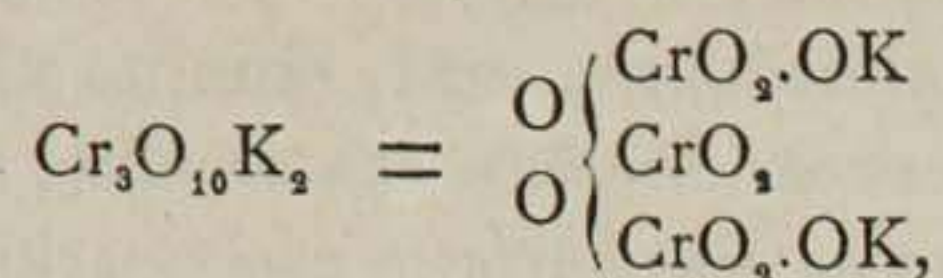 CrO₂.OK
O
Cr₃O₁₀K₂ = { CrO₂
O
CrO₂.OK,